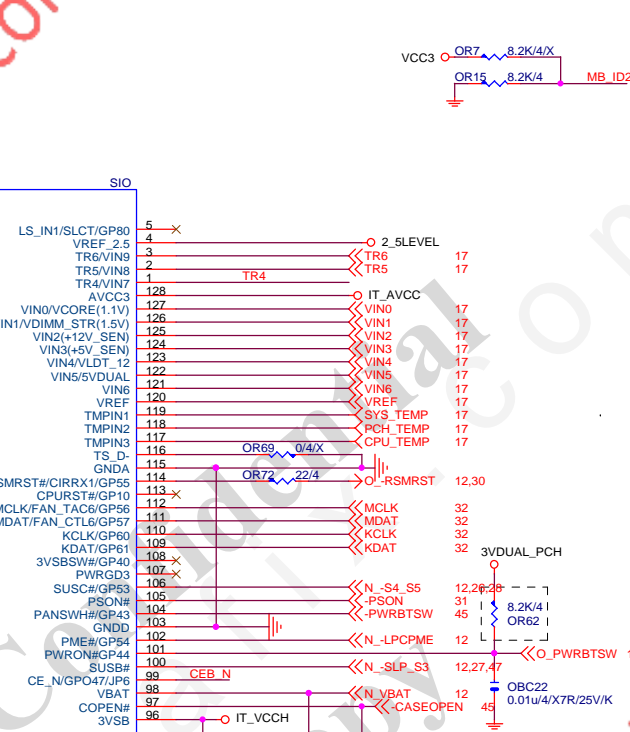 VCC3 OR7 8.2K/4/X
OR15 8.2K/4 MB_ID2
SIO
LS_IN1/SLCT/GP80 5
VREF_2.5 4 2_5LEVEL
TR6/VIN9 3 TR6 17
TR5/VIN8 2 TR5 17
TR4/VIN7 1 TR4
AVCC3 128 IT_AVCC
VIN0/VCORE(1.1V) 127 VIN0 17
IN1/VDIMM_STR(1.5V) 126 VIN1 17
VIN2(+12V_SEN) 125 VIN2 17
VIN3(+5V_SEN) 124 VIN3 17
VIN4/VLDT_12 123 VIN4 17
VIN5/5VDUAL 122 VIN5 17
VIN6 121 VIN6 17
VREF 120 VREF 17
TMPIN1 119 SYS_TEMP 17
TMPIN2 118 PCH_TEMP 17
TMPIN3 117 CPU_TEMP 17
TS_D- 116 OR69 0/4/X
GNDA 115
SMRST#/CIRRX1/GP55 114 OR72 22/4 O_-RSMRST 12,30
CPURST#/GP10 113
MCLK/FAN_TAC6/GP56 112 MCLK 32
MDAT/FAN_CTL6/GP57 111 MDAT 32
KCLK/GP60 110 KCLK 32
KDAT/GP61 109 KDAT 32
3VSBSW#/GP40 108
PWRGD3 107
SUSC#/GP53 106 N_-S4_S5 12,26,28
PSON# 105 -PSON 31
PANSWH#/GP43 104 -PWRBTSW 45
GNDD 103
PME#/GP54 102 N_-LPCPME 12
PWRON#GP44 101 O_PWRBTSW
SUSB# 100 N_-SLP_S3 12,27,47
CE_N/GPO47/JP6 99 CEB_N
VBAT 98 N_VBAT 12
COPEN# 97 -CASEOPEN 45
3VSB 96 IT_VCCH
3VDUAL_PCH
8.2K/4
OR62
OBC22
0.01u/4/X7R/25V/K
Confidential